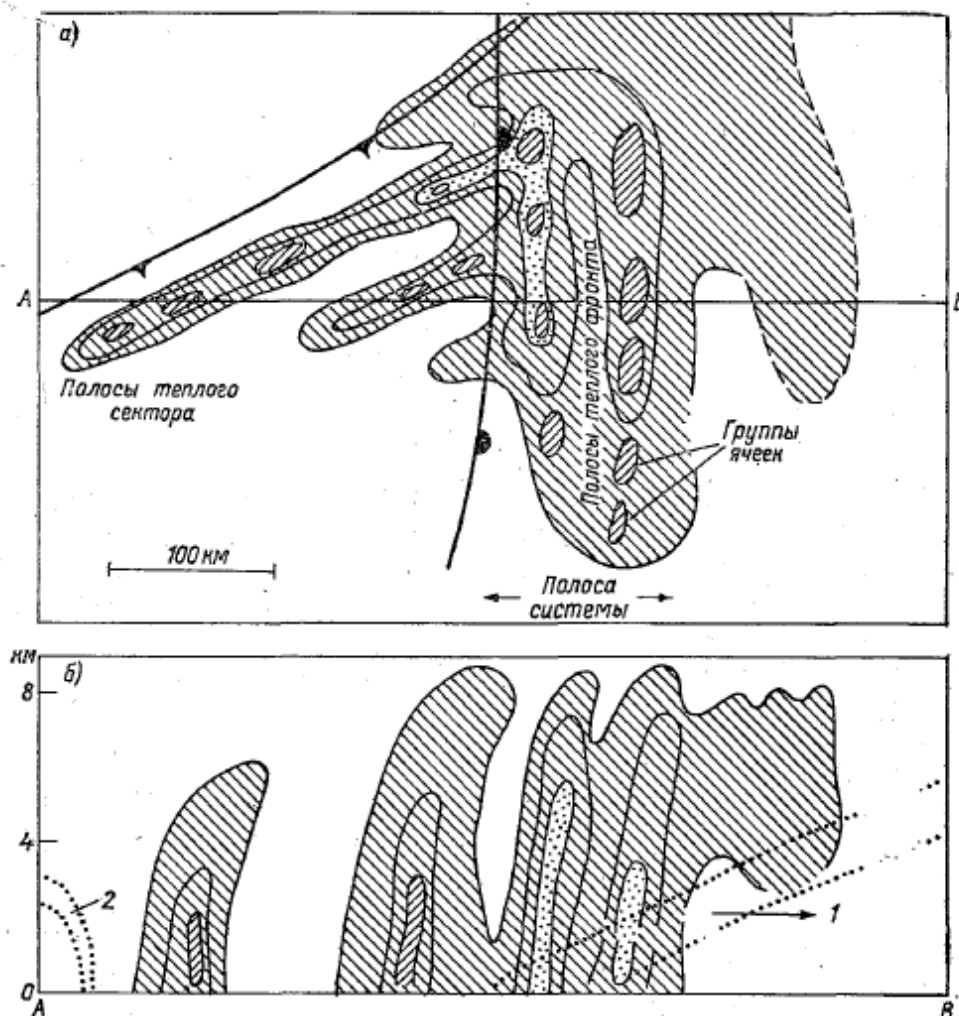 а)
А
Б
Полосы теплого
сектора
Полосы теплого фронта
Группы
ячеек
100 км
Полоса
системы
км
б)
8
4
2
1
0
А
В